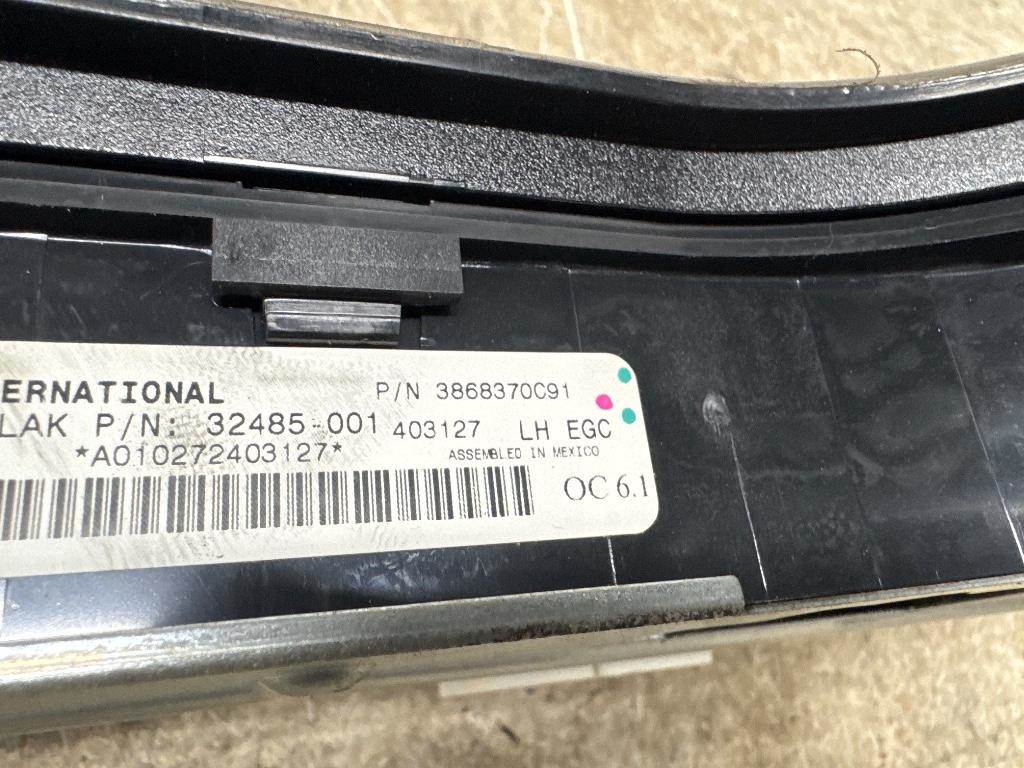 ERNATIONAL P/N 3868370C91
LAK P/N: 32485-001 403127 LH EGC
*A010272403127* ASSEMBLED IN MEXICO
OC 6.1